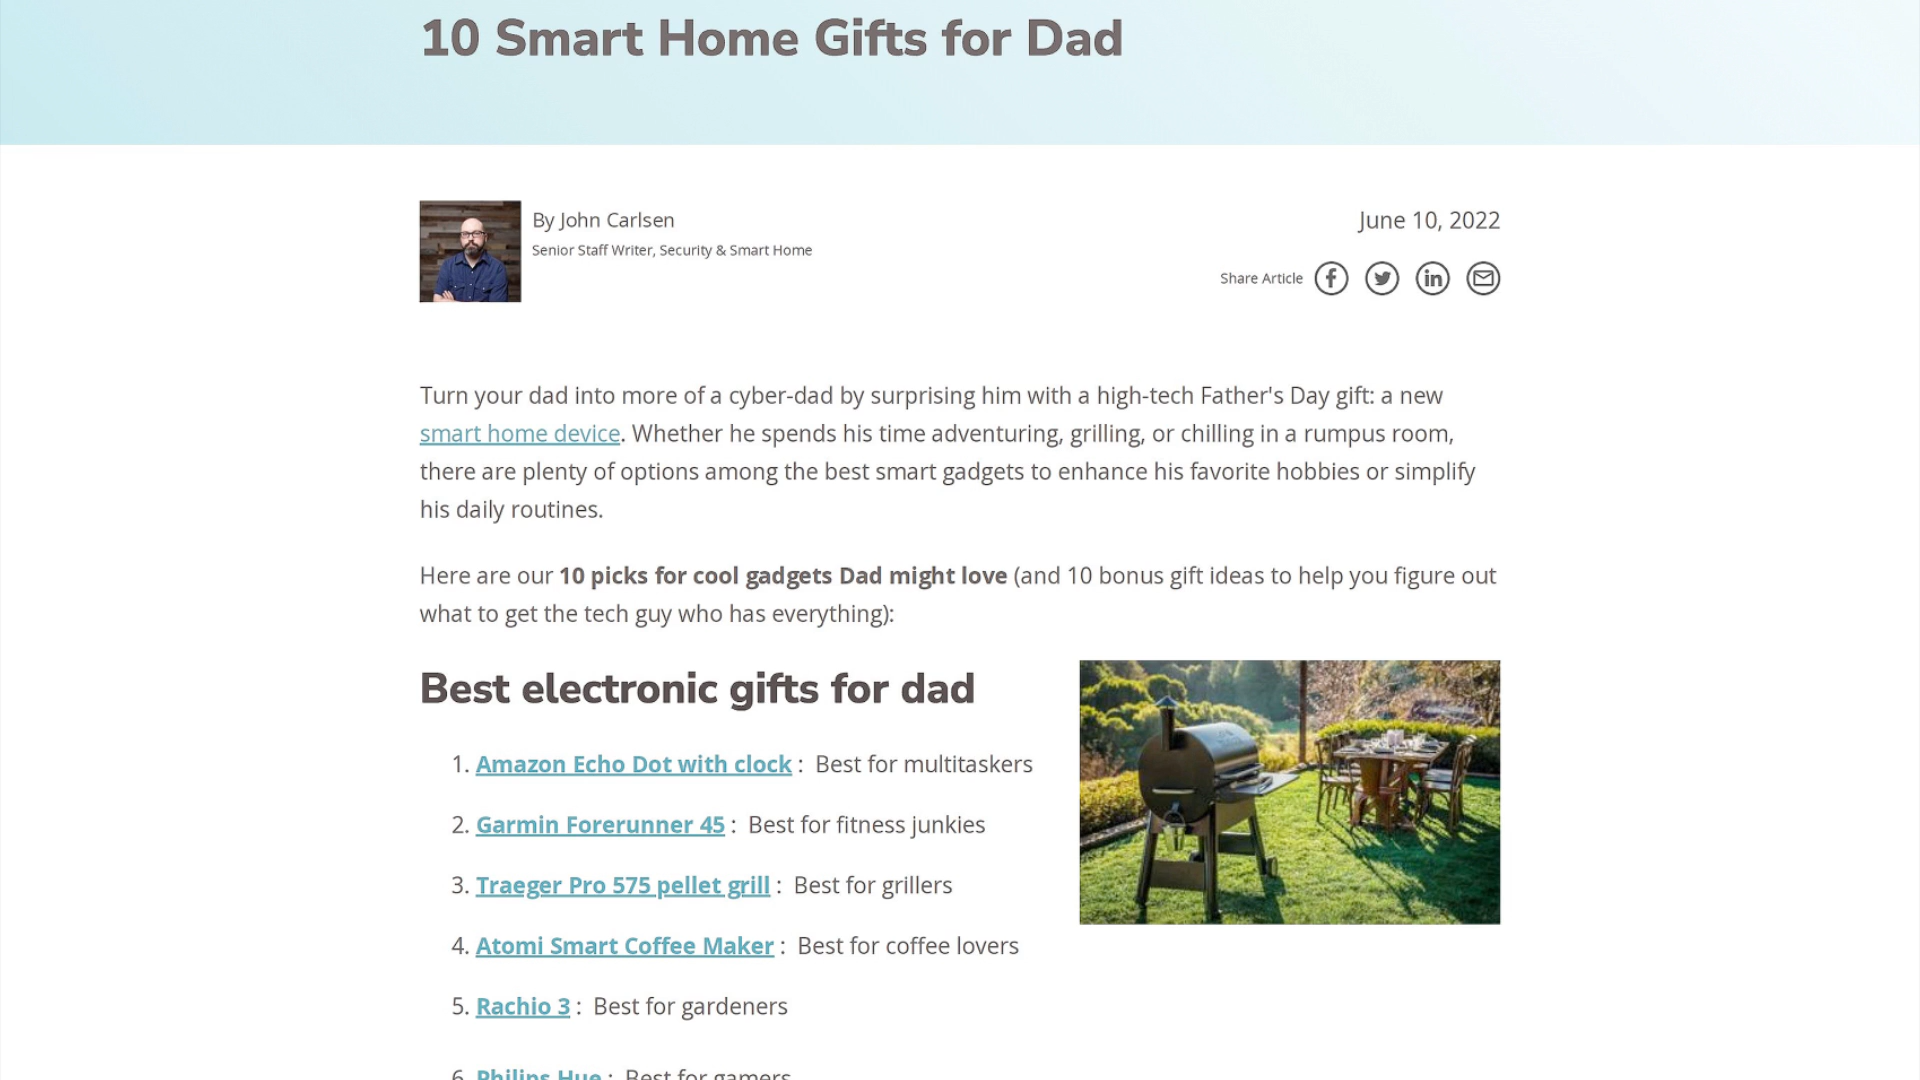 10 Smart Home Gifts for Dad
By John Carlsen
Senior Staff Writer, Security & Smart Home
June 10, 2022
Share Article
Turn your dad into more of a cyber-dad by surprising him with a high-tech Father's Day gift: a new
smart home device. Whether he spends his time adventuring, grilling, or chilling in a rumpus room,
there are plenty of options among the best smart gadgets to enhance his favorite hobbies or simplify
his daily routines.
Here are our 10 picks for cool gadgets Dad might love (and 10 bonus gift ideas to help you figure out
what to get the tech guy who has everything):
Best electronic gifts for dad
1. Amazon Echo Dot with clock : Best for multitaskers
2. Garmin Forerunner 45 : Best for fitness junkies
3. Traeger Pro 575 pellet grill : Best for grillers
4. Atomi Smart Coffee Maker : Best for coffee lovers
5. Rachio 3 : Best for gardeners
6. Philips Hue : Best for gamers